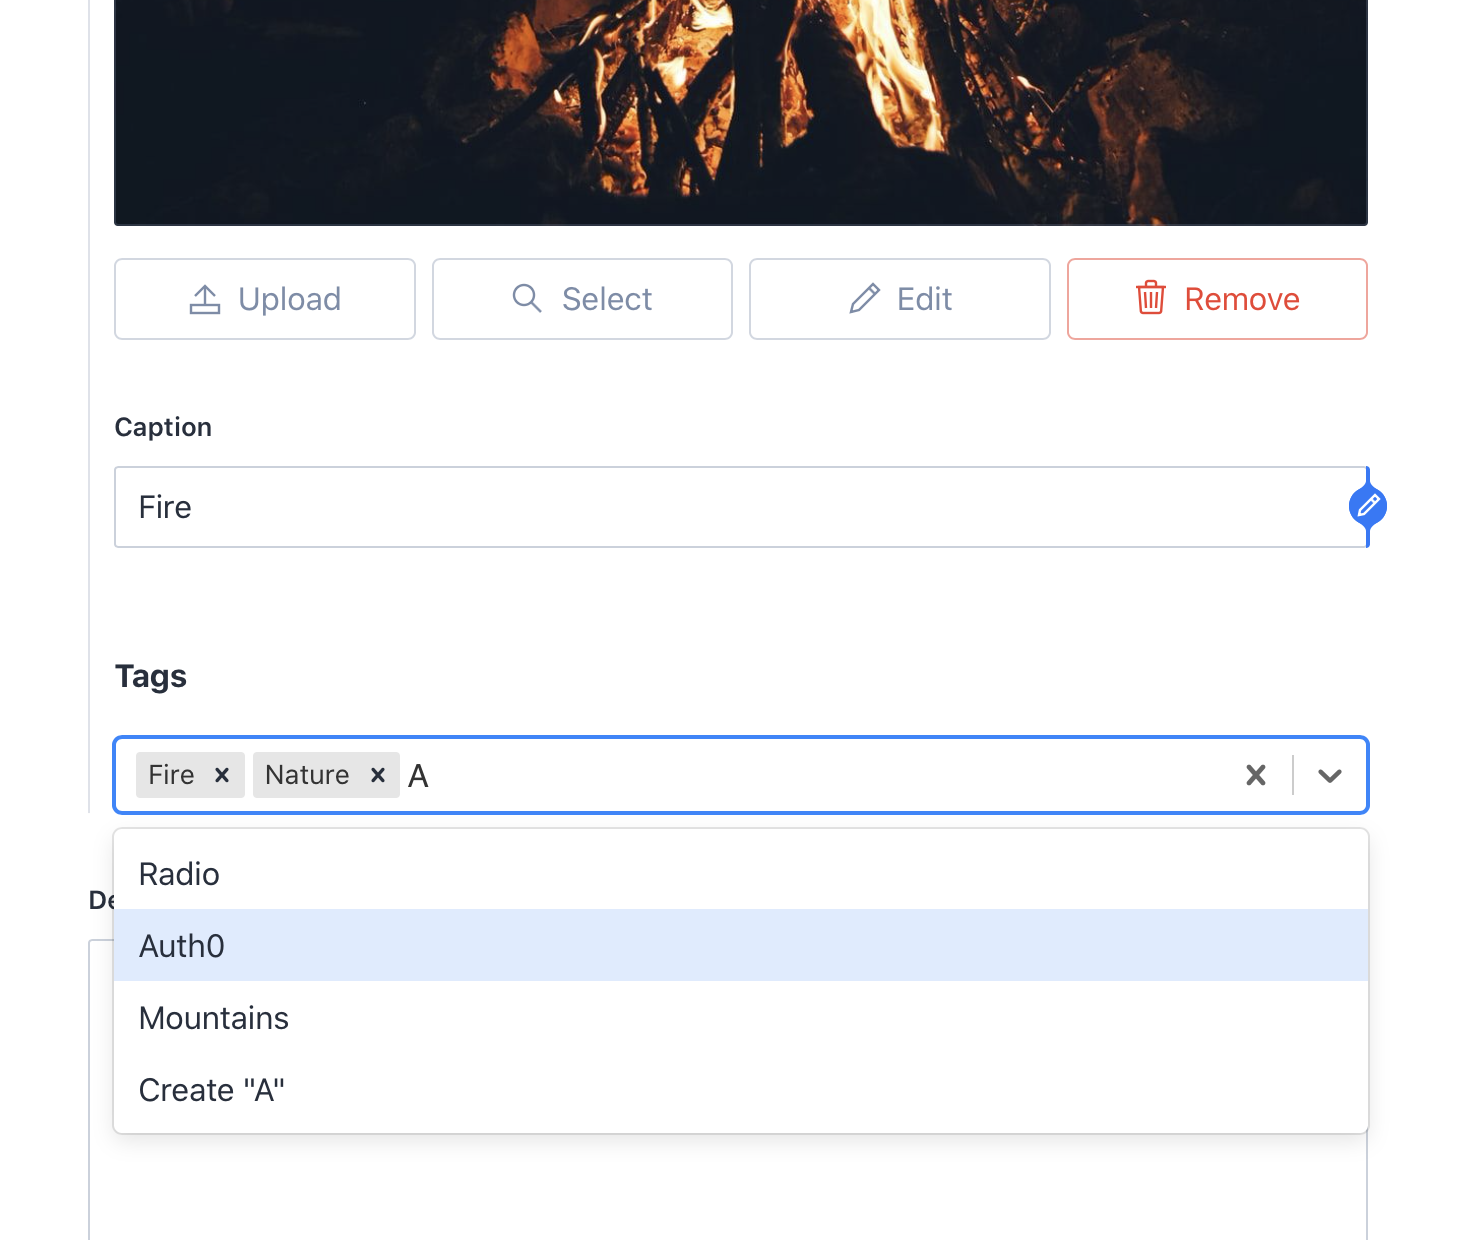 Upload Select Edit Remove
Caption
Fire
Tags
Fire Nature A
Radio
De
Auth0
Mountains
Create "A"